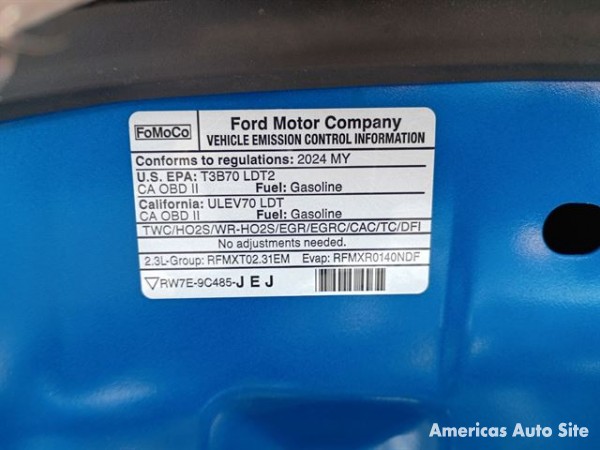 FoMoCo
Ford Motor Company
VEHICLE EMISSION CONTROL INFORMATION
Conforms to regulations: 2024 MY
U.S. EPA: T3B70 LDT2
CA OBD II Fuel: Gasoline
California: ULEV70 LDT
CA OBD II Fuel: Gasoline
TWC/HO2S/WR-HO2S/EGR/EGRC/CAC/TC/DFI
No adjustments needed.
2.3L-Group: RFMXT02.31EM Evap: RFMXR0140NDF
RW7E-9C485-JEJ
Americas Auto Site